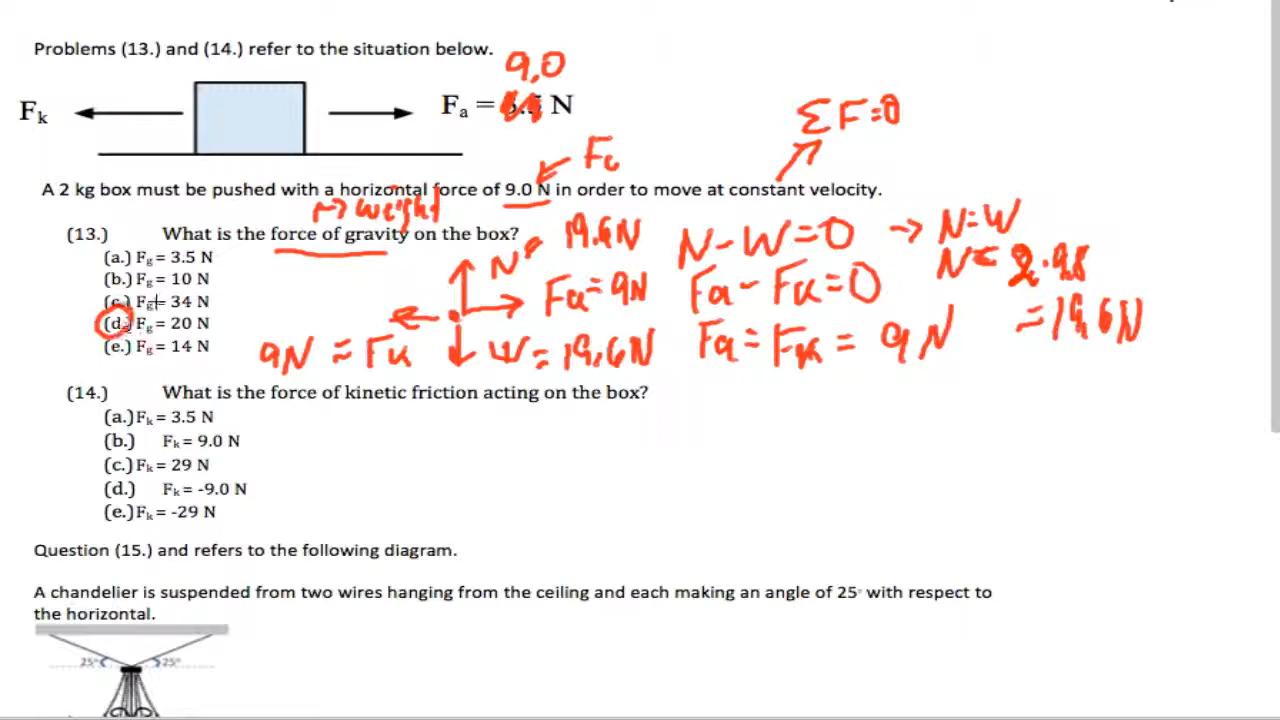 Problems (13.) and (14.) refer to the situation below.
9,0
Fk
Fa = N
ΣF=0
A 2 kg box must be pushed with a horizontal force of 9.0 N in order to move at constant velocity.
→ weight
(13.) What is the force of gravity on the box?
(a.) Fg = 3.5 N
(b.) Fg = 10 N
(c.) Fg = 34 N
(d.) Fg = 20 N
(e.) Fg = 14 N
N = 19.6N
Fa = 9N
9N = Fk
W = 19.6N
N-W=0 → N=W
N = 2·9.8
= 19.6N
Fa - Fk = 0
Fa = Fk = 9N
(14.) What is the force of kinetic friction acting on the box?
(a.) Fk = 3.5 N
(b.) Fk = 9.0 N
(c.) Fk = 29 N
(d.) Fk = -9.0 N
(e.) Fk = -29 N
Question (15.) and refers to the following diagram.
A chandelier is suspended from two wires hanging from the ceiling and each making an angle of 25° with respect to
the horizontal.
25° 25°